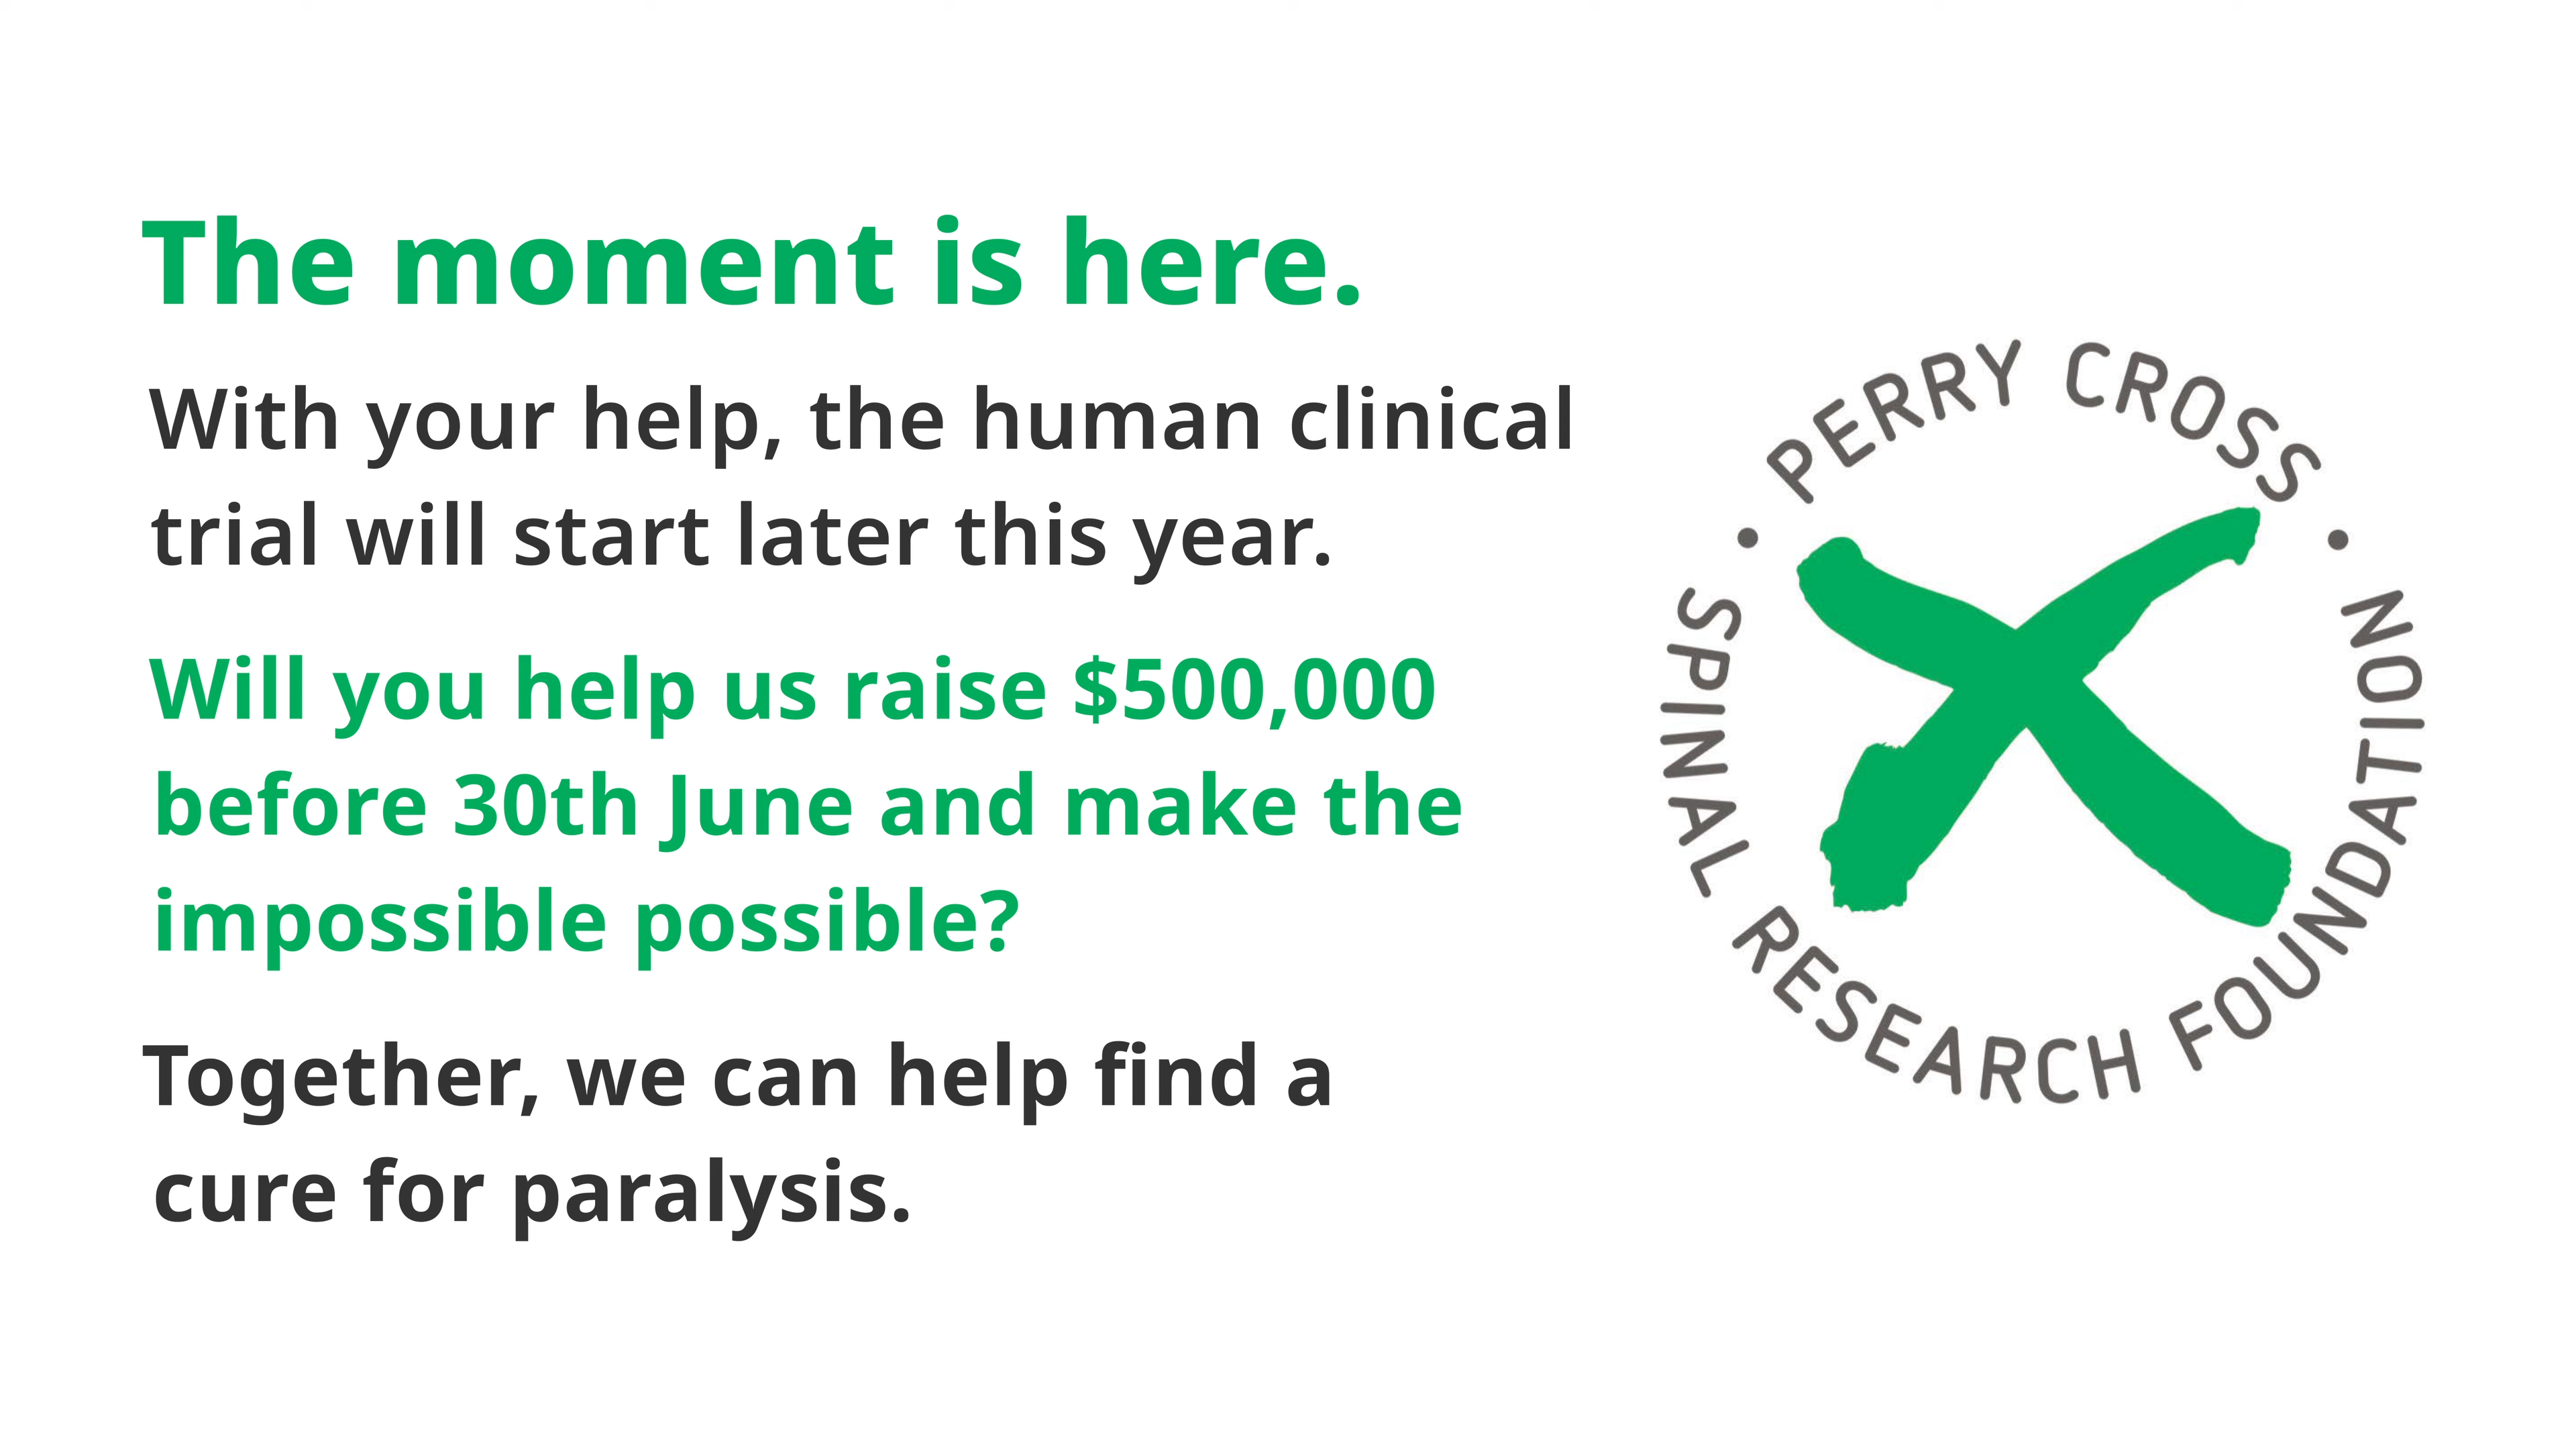 The moment is here.
With your help, the human clinical
trial will start later this year.
Will you help us raise $500,000
before 30th June and make the
impossible possible?
Together, we can help find a
cure for paralysis.
• PERRY CROSS •
SPINAL RESEARCH FOUNDATION